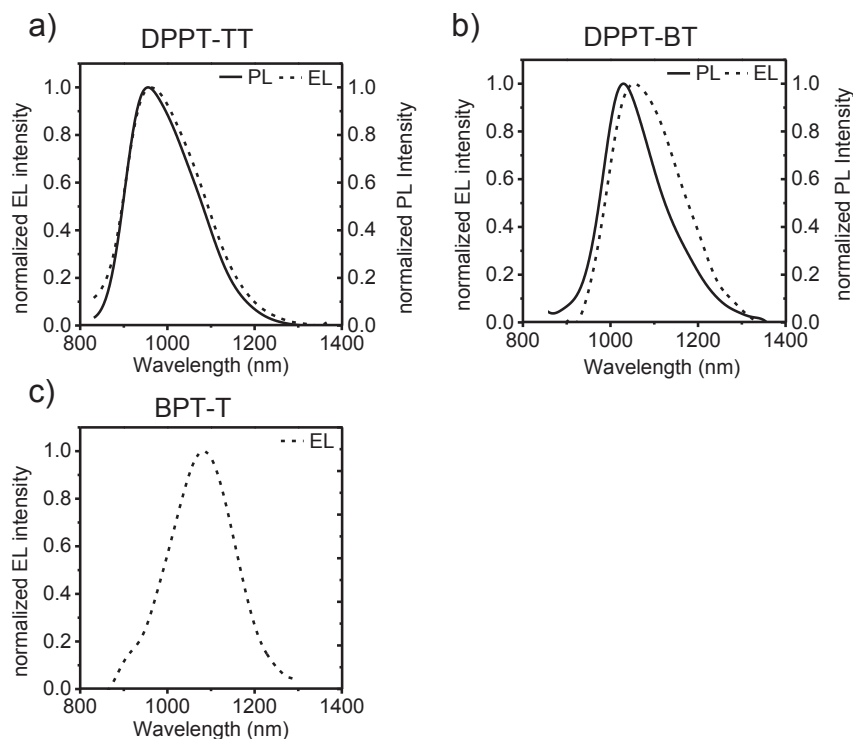 a)
DPPT-TT
PL EL
1.0
0.8
0.6
0.4
0.2
0.0
normalized EL intensity
1.0
0.8
0.6
0.4
0.2
0.0
800 1000 1200 1400
Wavelength (nm)
b)
DPPT-BT
PL EL
normalized PL Intensity
normalized EL intensity
1.0
0.8
0.6
0.4
0.2
0.0
1.0
0.8
0.6
0.4
0.2
0.0
normalized PL Intensity
800 1000 1200 1400
Wavelength (nm)
c)
BPT-T
EL
normalized EL intensity
1.0
0.8
0.6
0.4
0.2
0.0
800 1000 1200 1400
Wavelength (nm)